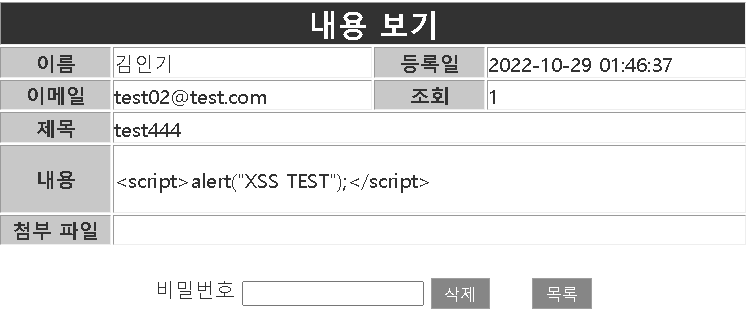 내용 보기
이름 김인기 등록일 2022-10-29 01:46:37
이메일 test02@test.com 조회 1
제목 test444
내용 <script>alert("XSS TEST");</script>
첨부 파일
비밀번호 삭제 목록